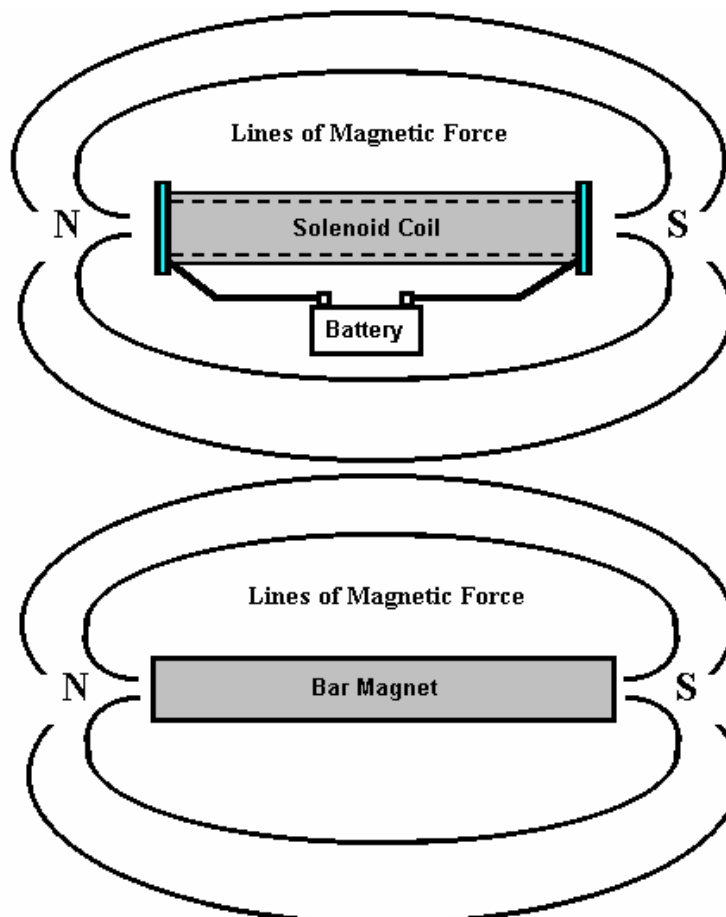 Lines of Magnetic Force
N
Solenoid Coil
S
Battery
Lines of Magnetic Force
N
Bar Magnet
S